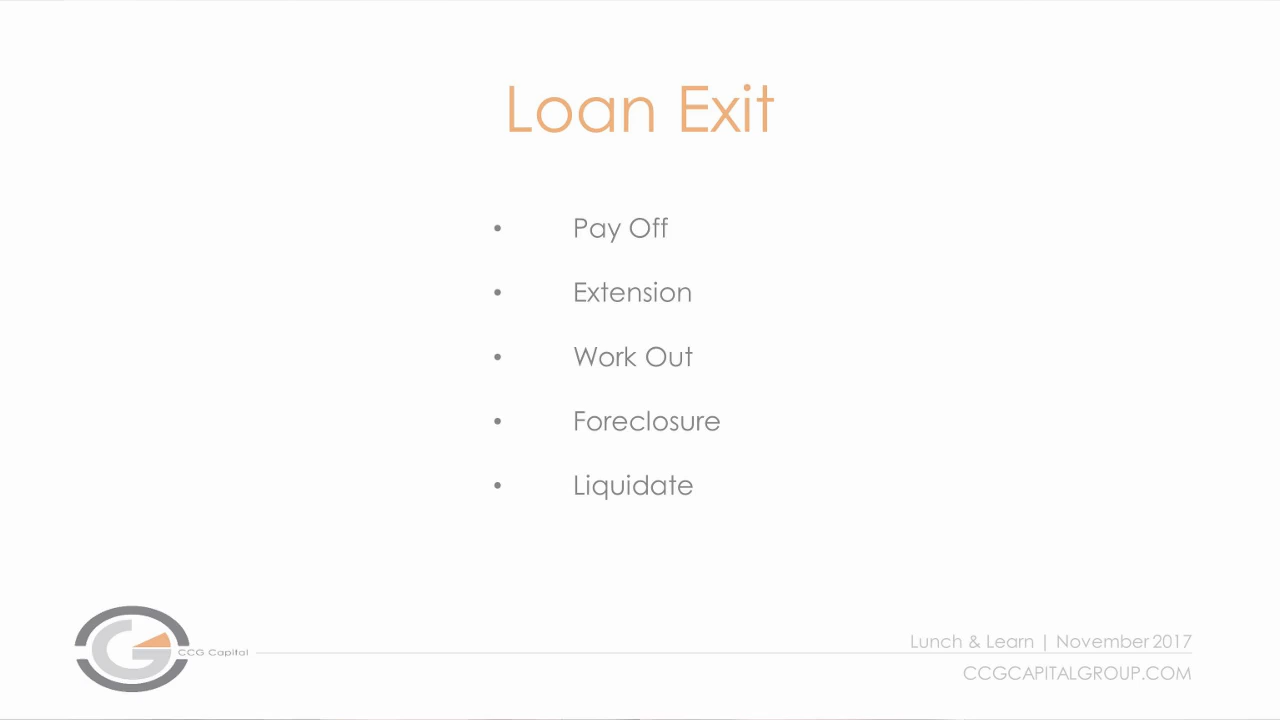 Loan Exit
• Pay Off
• Extension
• Work Out
• Foreclosure
• Liquidate
CCG Capital
Lunch & Learn | November 2017
CCGCAPITALGROUP.COM